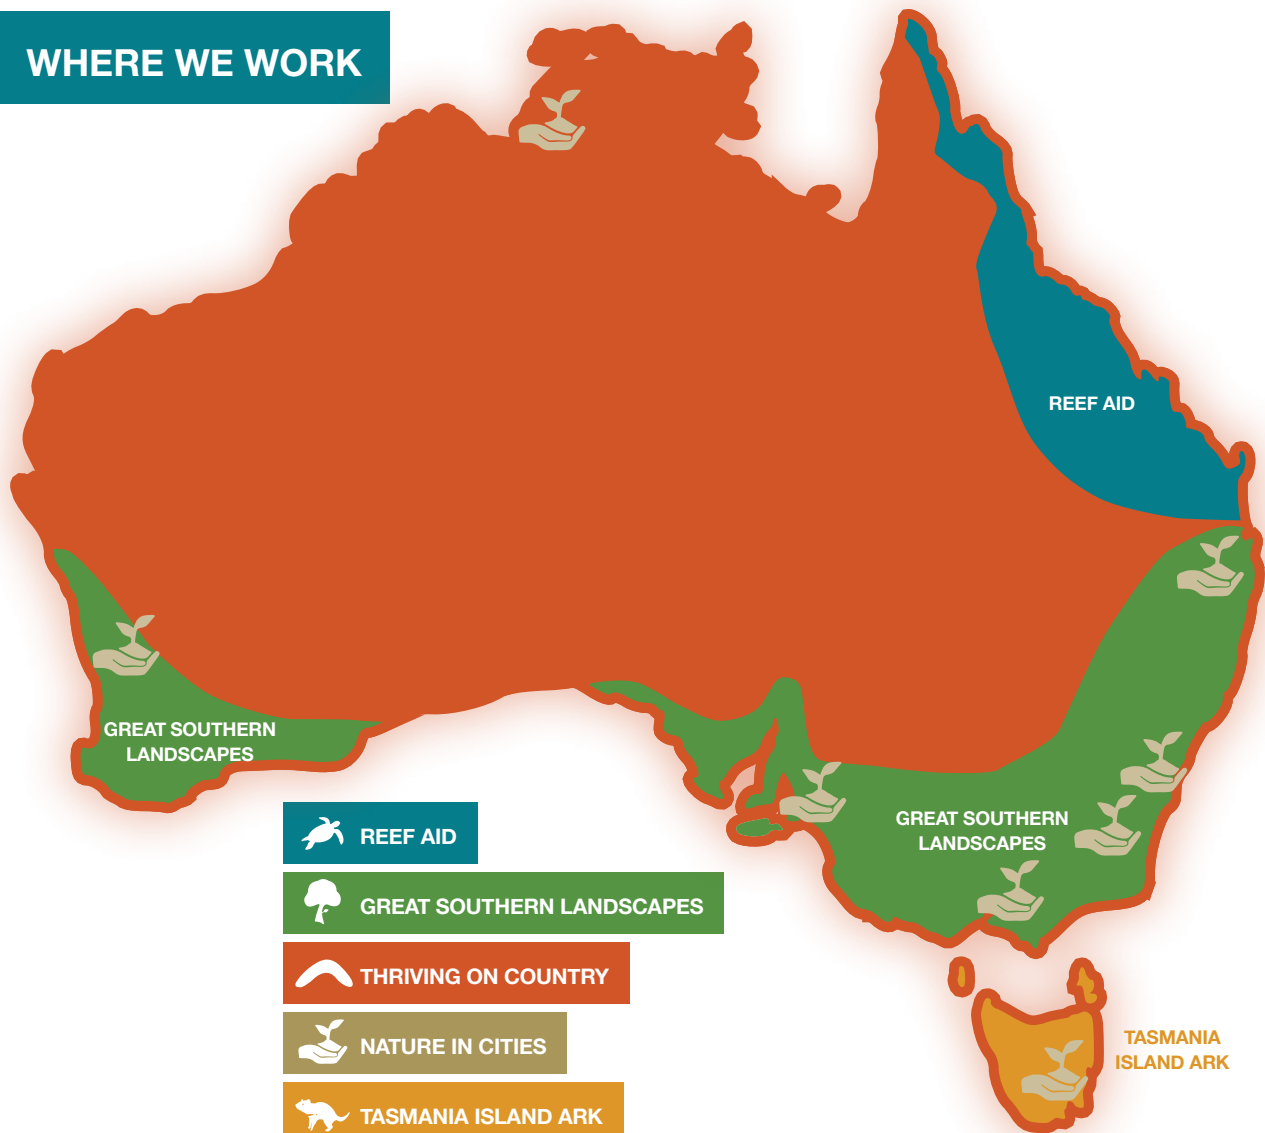 WHERE WE WORK
REEF AID
GREAT SOUTHERN
LANDSCAPES
GREAT SOUTHERN
LANDSCAPES
REEF AID
GREAT SOUTHERN LANDSCAPES
THRIVING ON COUNTRY
NATURE IN CITIES
TASMANIA ISLAND ARK
TASMANIA
ISLAND ARK